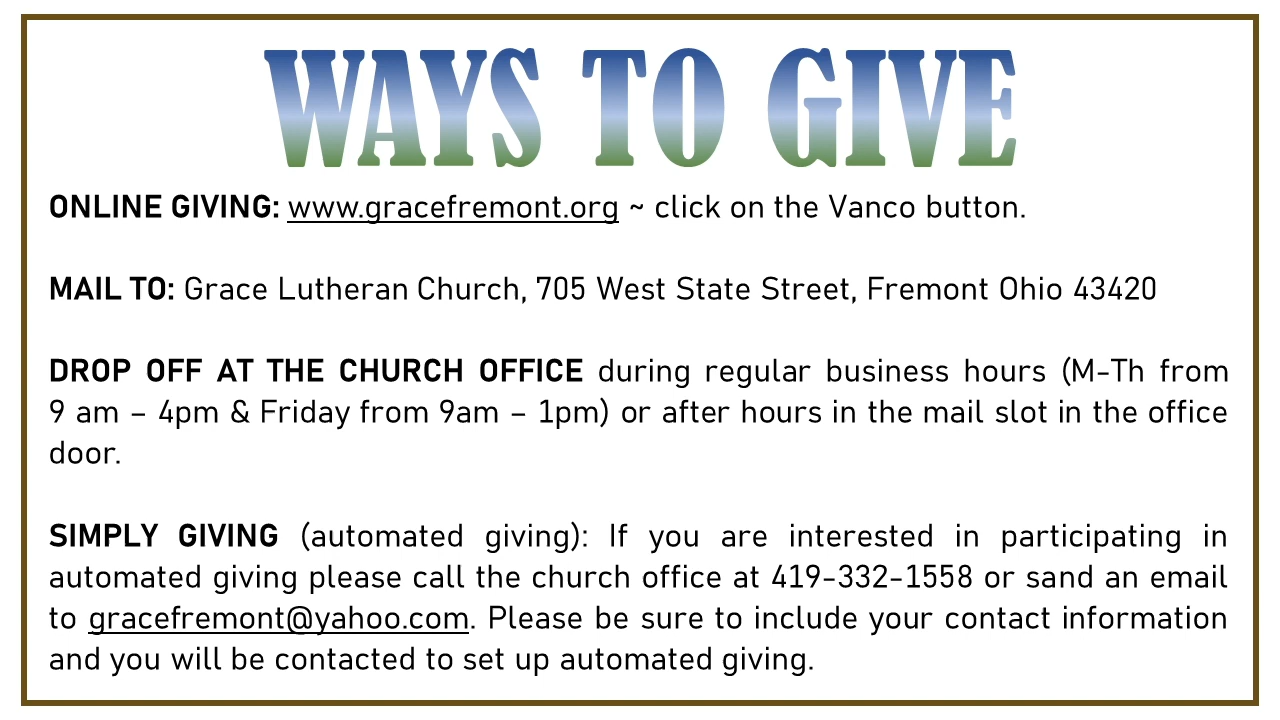 WAYS TO GIVE
ONLINE GIVING: www.gracefremont.org ~ click on the Vanco button.
MAIL TO: Grace Lutheran Church, 705 West State Street, Fremont Ohio 43420
DROP OFF AT THE CHURCH OFFICE during regular business hours (M-Th from
9 am – 4pm & Friday from 9am – 1pm) or after hours in the mail slot in the office
door.
SIMPLY GIVING (automated giving): If you are interested in participating in
automated giving please call the church office at 419-332-1558 or sand an email
to gracefremont@yahoo.com. Please be sure to include your contact information
and you will be contacted to set up automated giving.